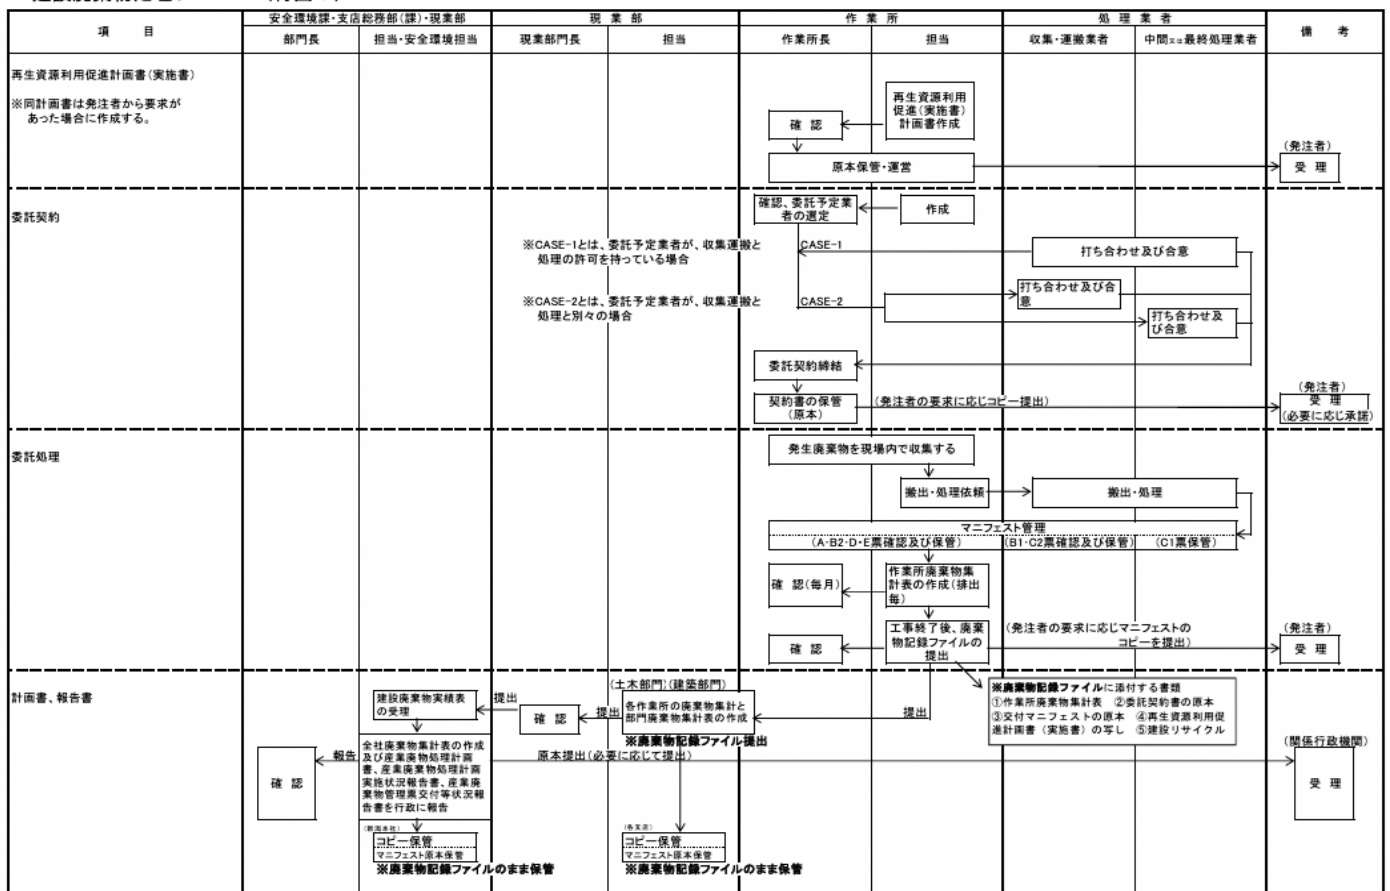 安全環境課・支店総務部(課)・現業部
現 業 部
作 業 所
処 理 業 者
項 目
備 考
部門長
担当・安全環境担当
現業部門長
担当
作業所長
担当
収集・運搬業者
中間又は最終処理業者
再生資源利用促進計画書(実施書)
※同計画書は発注者から要求が
あった場合に作成する。
再生資源利用
促進(実施書)
計画書作成
確 認
原本保管・運営
(発注者)
受 理
委託契約
確認、委託予定業
者の選定
作成
※CASE-1とは、委託予定業者が、収集運搬と
処理の許可を持っている場合
CASE-1
打ち合わせ及び合意
※CASE-2とは、委託予定業者が、収集運搬と
処理と別々の場合
CASE-2
打ち合わせ及び合
意
打ち合わせ及
び合意
委託契約締結
契約書の保管
(原本)
(発注者の要求に応じコピー提出)
(発注者)
受 理
(必要に応じ承諾)
委託処理
発生廃棄物を現場内で収集する
搬出・処理依頼
搬出・処理
マニフェスト管理
(A・B2・D・E票確認及び保管)
(B1・C2票確認及び保管)
(C1票保管)
確 認(毎月)
作業所廃棄物集
計表の作成(排出
毎)
確 認
工事終了後、廃棄
物記録ファイルの
提出
(発注者の要求に応じマニフェストの
コピーを提出)
(発注者)
受 理
計画書、報告書
建設廃棄物実績表
の受理
提出
確 認
提出
(土木部門)(建築部門)
各作業所の廃棄物集計と
部門廃棄物集計表の作成
※廃棄物記録ファイル提出
提出
※廃棄物記録ファイルに添付する書類
①作業所廃棄物集計表 ②委託契約書の原本
③交付マニフェストの原本 ④再生資源利用促
進計画書(実施書)の写し ⑤建設リサイクル
確 認
報告
全社廃棄物集計表の作成
及び産業廃物処理計画
書、産業廃棄物処理計画
実施状況報告書、産業廃
棄物管理票交付等状況報
告書を行政に報告
原本提出(必要に応じて提出)
(関係行政機関)
受 理
(新潟本社)
コピー保管
マニフェスト原本保管
※廃棄物記録ファイルのまま保管
(各支店)
コピー保管
マニフェスト原本保管
※廃棄物記録ファイルのまま保管